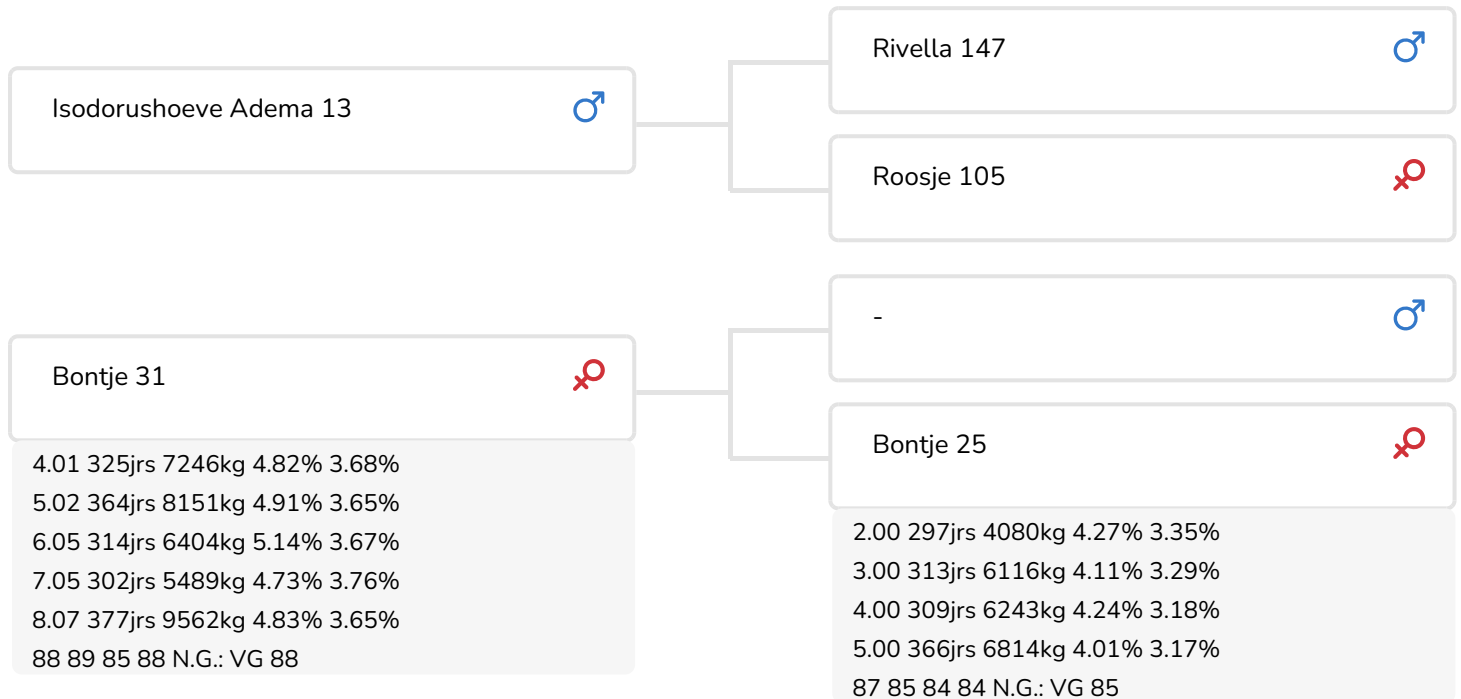 Isodorushoeve Adema 13
Rivella 147
Roosje 105
Bontje 31
4.01 325jrs 7246kg 4.82% 3.68%
5.02 364jrs 8151kg 4.91% 3.65%
6.05 314jrs 6404kg 5.14% 3.67%
7.05 302jrs 5489kg 4.73% 3.76%
8.07 377jrs 9562kg 4.83% 3.65%
88 89 85 88 N.G.: VG 88
-
Bontje 25
2.00 297jrs 4080kg 4.27% 3.35%
3.00 313jrs 6116kg 4.11% 3.29%
4.00 309jrs 6243kg 4.24% 3.18%
5.00 366jrs 6814kg 4.01% 3.17%
87 85 84 84 N.G.: VG 85